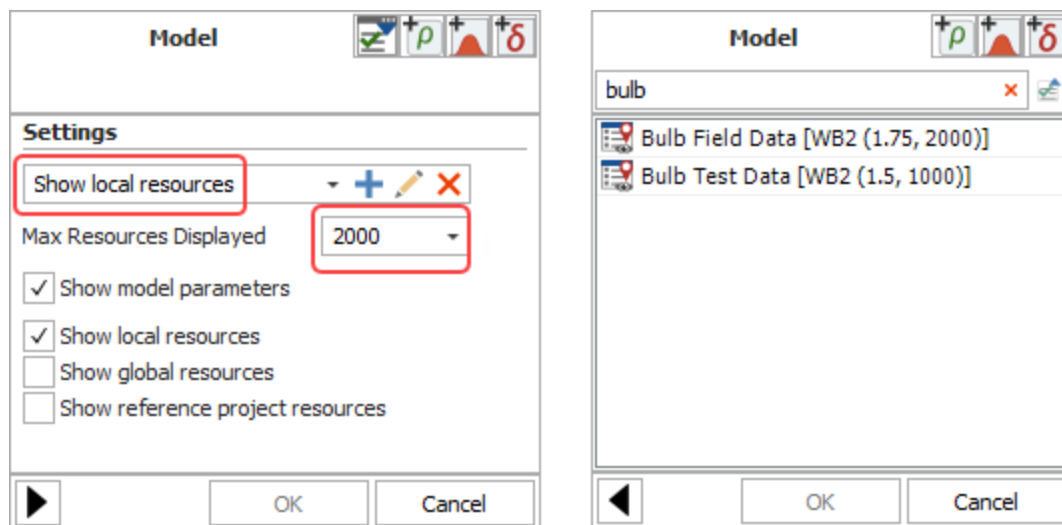 Model
+ρ
+
+δ
Settings
Show local resources
Max Resources Displayed 2000
Show model parameters
Show local resources
Show global resources
Show reference project resources
OK Cancel
Model
+ρ
+
+δ
bulb
Bulb Field Data [WB2 (1.75, 2000)]
Bulb Test Data [WB2 (1.5, 1000)]
OK Cancel